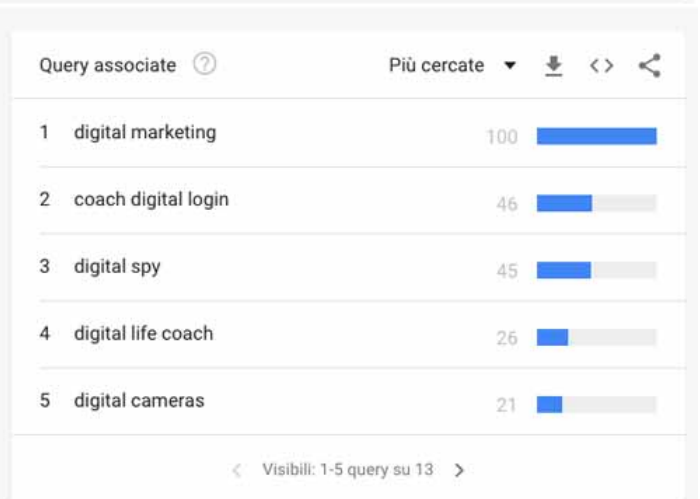 Query associate ?
Più cercate
1 digital marketing 100
2 coach digital login 46
3 digital spy 45
4 digital life coach 26
5 digital cameras 21
Visibili: 1-5 query su 13